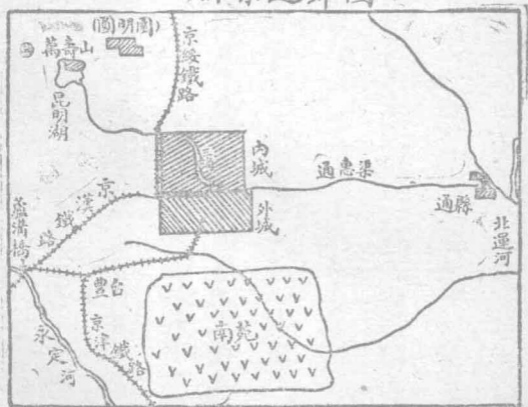 (圓明園)
萬壽山
昆明湖
京綏鐵路
內城
外城
通惠渠
通縣
北運河
京漢鐵路
蘆溝橋
豐台
京津鐵路
永定河
南苑